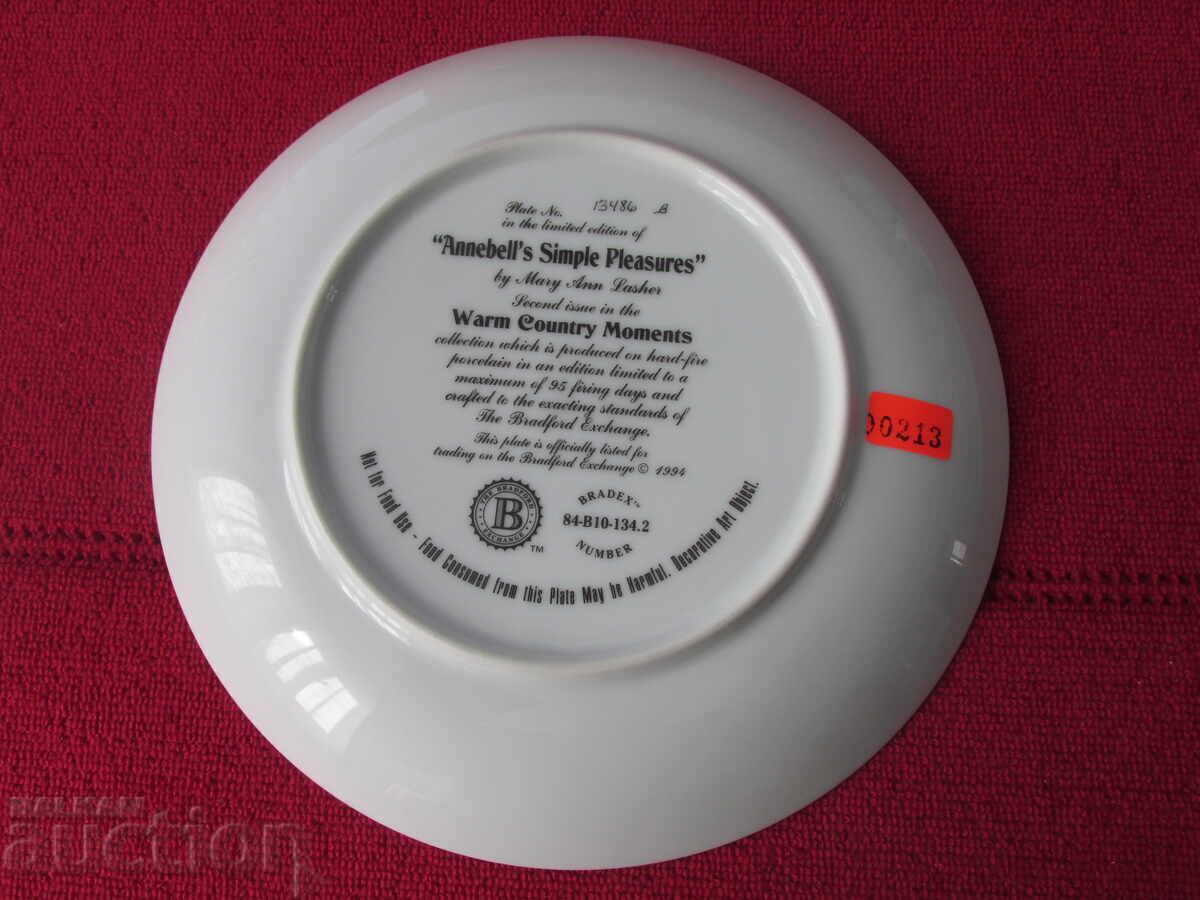 Plate No. 13486 B
in the limited edition of
"Annebell's Simple Pleasures"
by Mary Ann Lasher
Second issue in the
Warm Country Moments
collection which is produced on hard-fire
porcelain in an edition limited to a
maximum of 95 firing days and
crafted to the exacting standards of
The Bradford Exchange.
This plate is officially listed for
trading on the Bradford Exchange © 1994
THE BRADFORD
B
EXCHANGE
TM
BRADEX™
84-B10-134.2
NUMBER
Not for Food Use - Food Consumed from this Plate May be Harmful. Decorative Art Object.
90213
BALKAN
auction